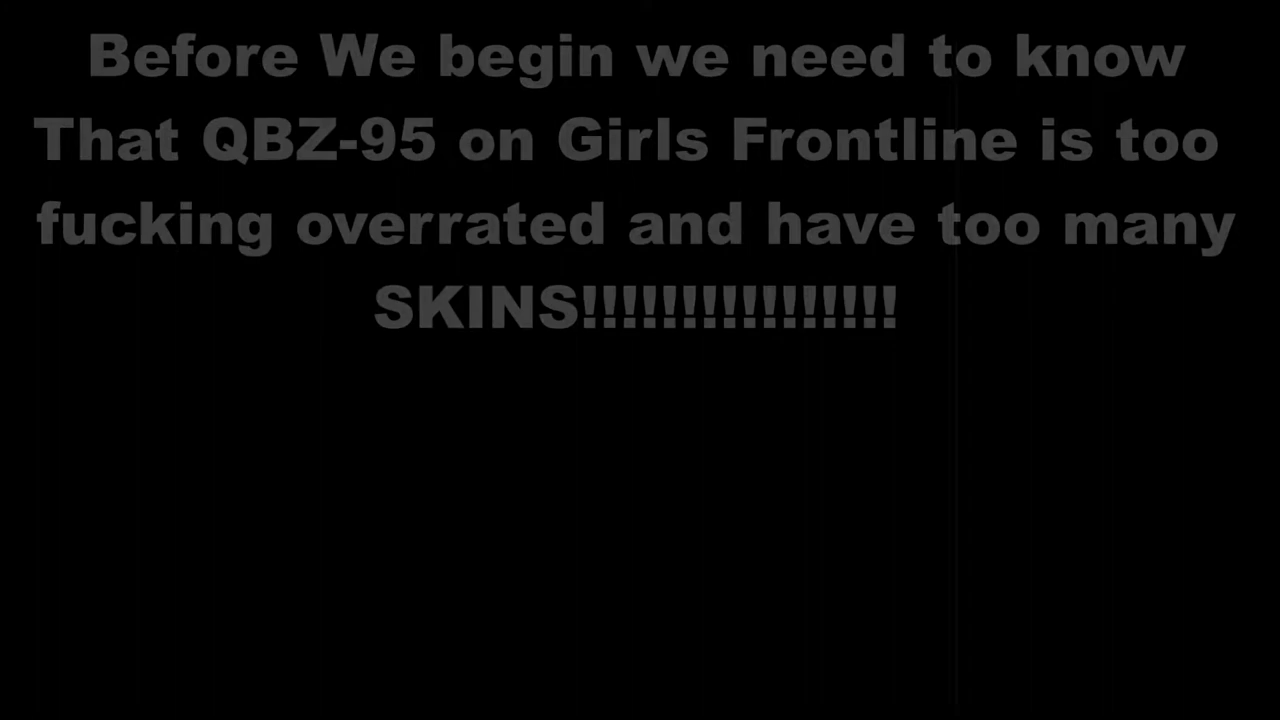 Before We begin we need to know
That QBZ-95 on Girls Frontline is too
fucking overrated and have too many
SKINS!!!!!!!!!!!!!!!!